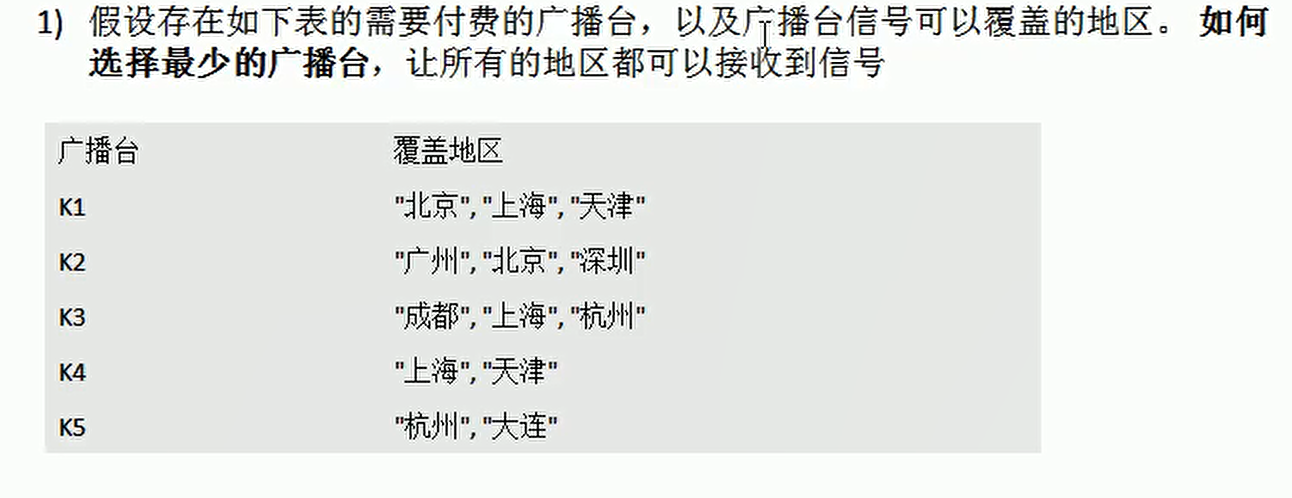 1) 假设存在如下表的需要付费的广播台，以及广播台信号可以覆盖的地区。 如何
选择最少的广播台，让所有的地区都可以接收到信号
广播台 覆盖地区
K1 "北京", "上海", "天津"
K2 "广州", "北京", "深圳"
K3 "成都", "上海", "杭州"
K4 "上海", "天津"
K5 "杭州", "大连"